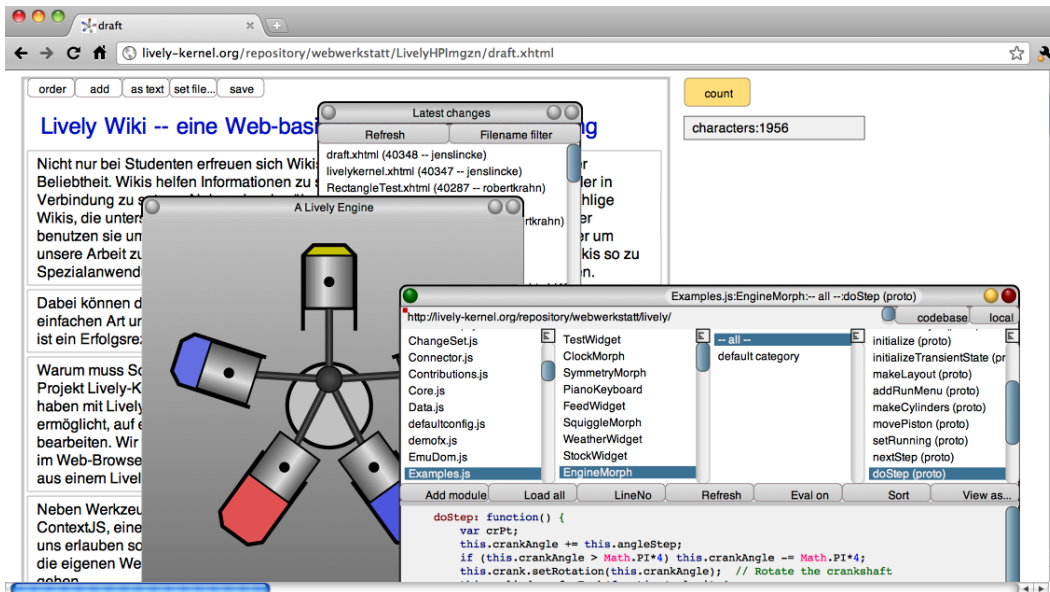 draft
lively-kernel.org/repository/webwerkstatt/LivelyHPImgzn/draft.xhtml
order add as text set file... save
count
characters:1956
Lively Wiki -- eine Web-basi
ng
Nicht nur bei Studenten erfreuen sich Wikis
Beliebtheit. Wikis helfen Informationen zu s
ler in
Verbindung zu
hlige
Wikis, die unters
er
benutzen sie um
er um
unsere Arbeit zu
kis so zu
Spezialanwend
n.
Dabei können d
einfachen Art un
ist ein Erfolgsre
Warum muss So
Projekt Lively-K
haben mit Lively
ermöglicht, auf e
bearbeiten. Wir
im Web-Browse
aus einem Livel
Neben Werkzeu
ContextJS, eine
uns erlauben so
die eigenen We
gehen
Latest changes
Refresh Filename filter
draft.xhtml (40348 -- jenslincke)
livelykernel.xhtml (40347 -- jenslincke)
RectangleTest.xhtml (40287 -- robertkrahn)
rtkrahn)
A Lively Engine
Examples.js:EngineMorph:-- all --:doStep (proto)
http://lively-kernel.org/repository/webwerkstatt/lively/
codebase local
ChangeSet.js
Connector.js
Contributions.js
Core.js
Data.js
defaultconfig.js
demofx.js
EmuDom.js
Examples.js
TestWidget
ClockMorph
SymmetryMorph
PianoKeyboard
FeedWidget
SquiggleMorph
WeatherWidget
StockWidget
EngineMorph
-- all --
default category
initialize (proto)
initializeTransientState (pr
makeLayout (proto)
addRunMenu (proto)
makeCylinders (proto)
movePiston (proto)
setRunning (proto)
nextStep (proto)
doStep (proto)
Add module Load all LineNo Refresh Eval on Sort View as...
doStep: function() {
var crPt;
this.crankAngle += this.angleStep;
if (this.crankAngle > Math.PI*4) this.crankAngle -= Math.PI*4;
this.crank.setRotation(this.crankAngle); // Rotate the crankshaft